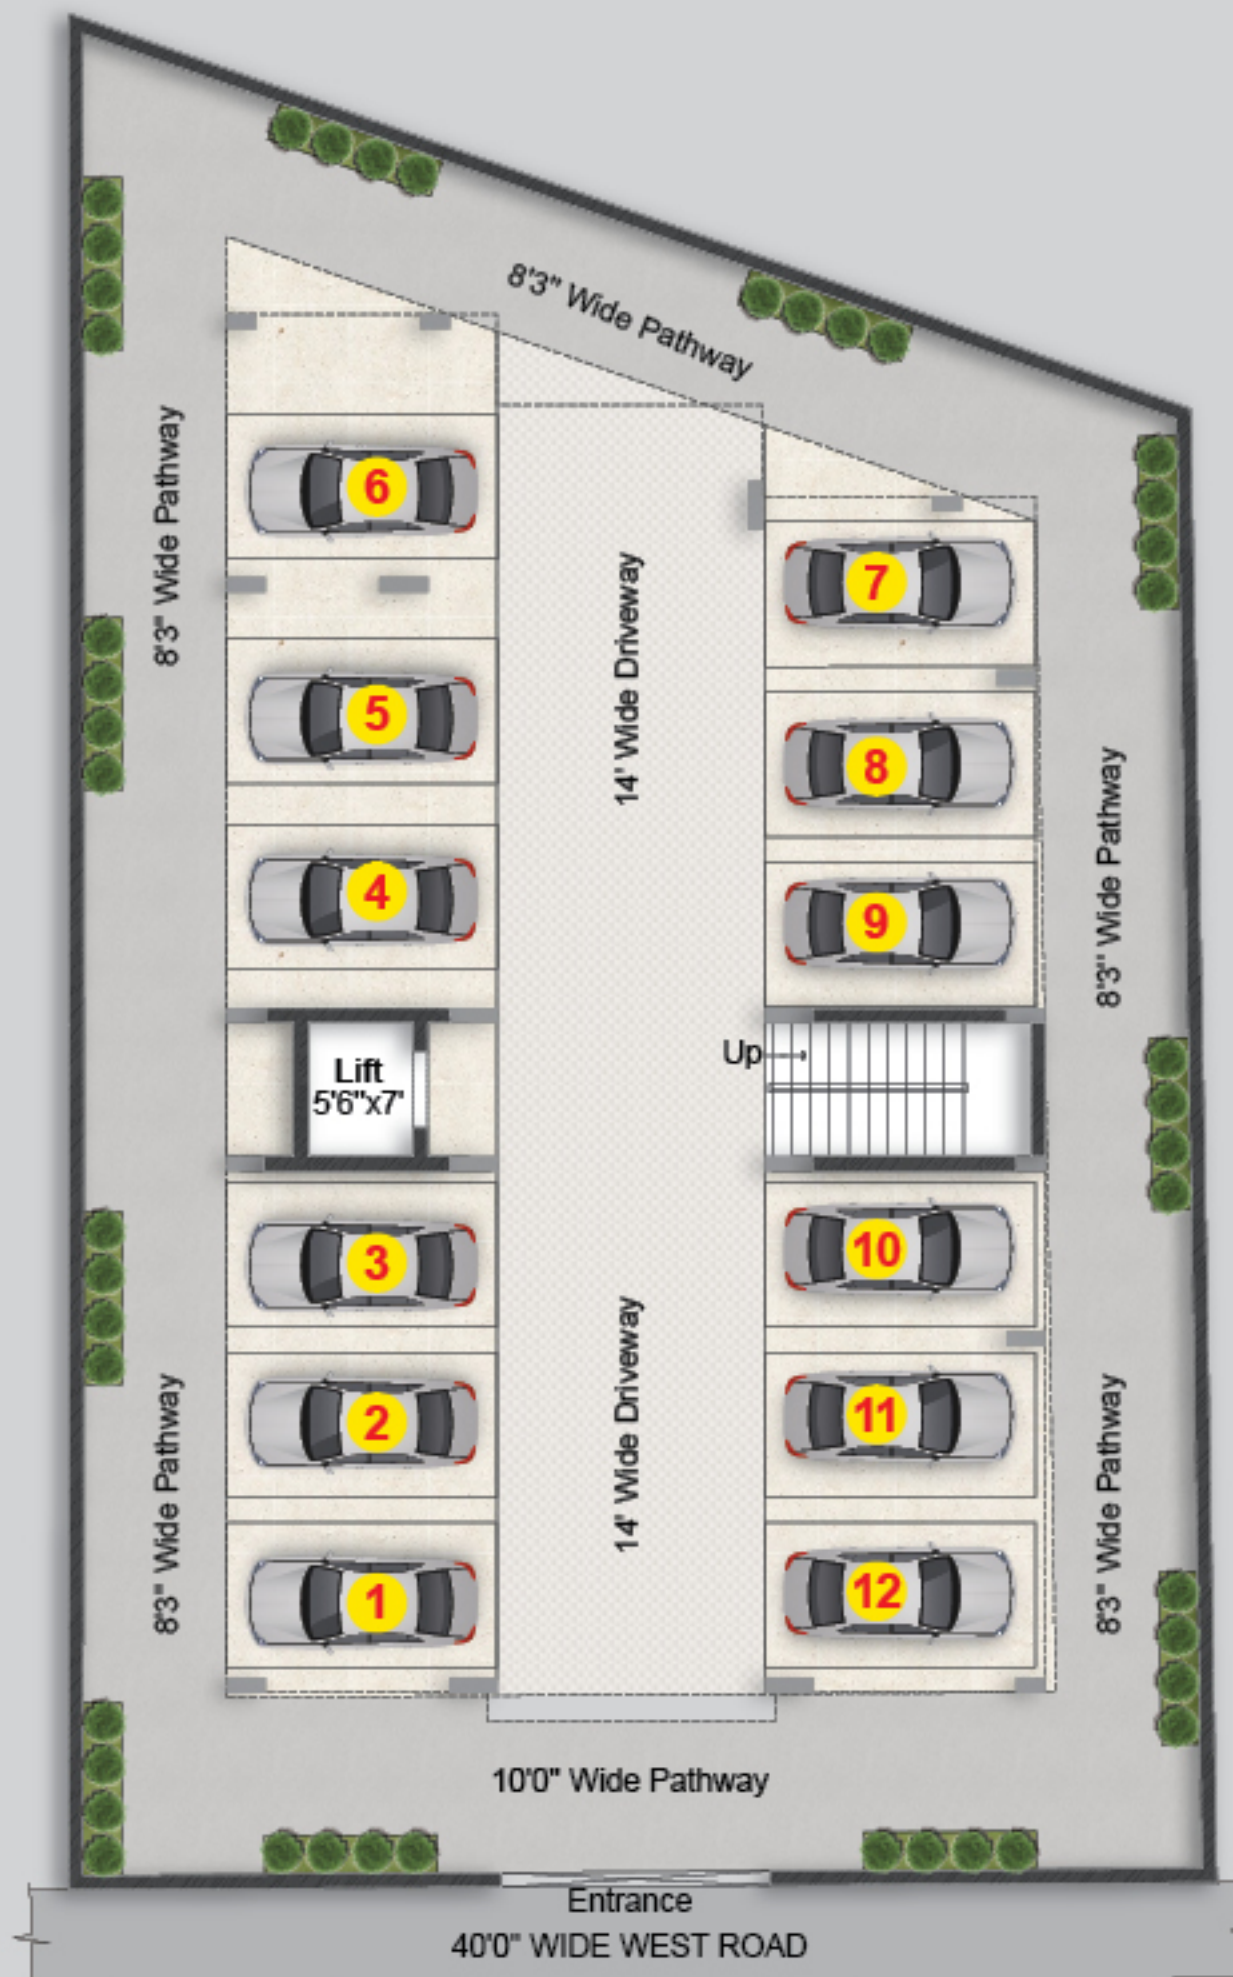 8'3" Wide Pathway
8'3" Wide Pathway
6
14' Wide Driveway
7
5
8
8'3" Wide Pathway
4
9
Up
Lift
5'6"x7'
3
10
2
11
8'3" Wide Pathway
14' Wide Driveway
8'3" Wide Pathway
1
12
10'0" Wide Pathway
Entrance
40'0" WIDE WEST ROAD